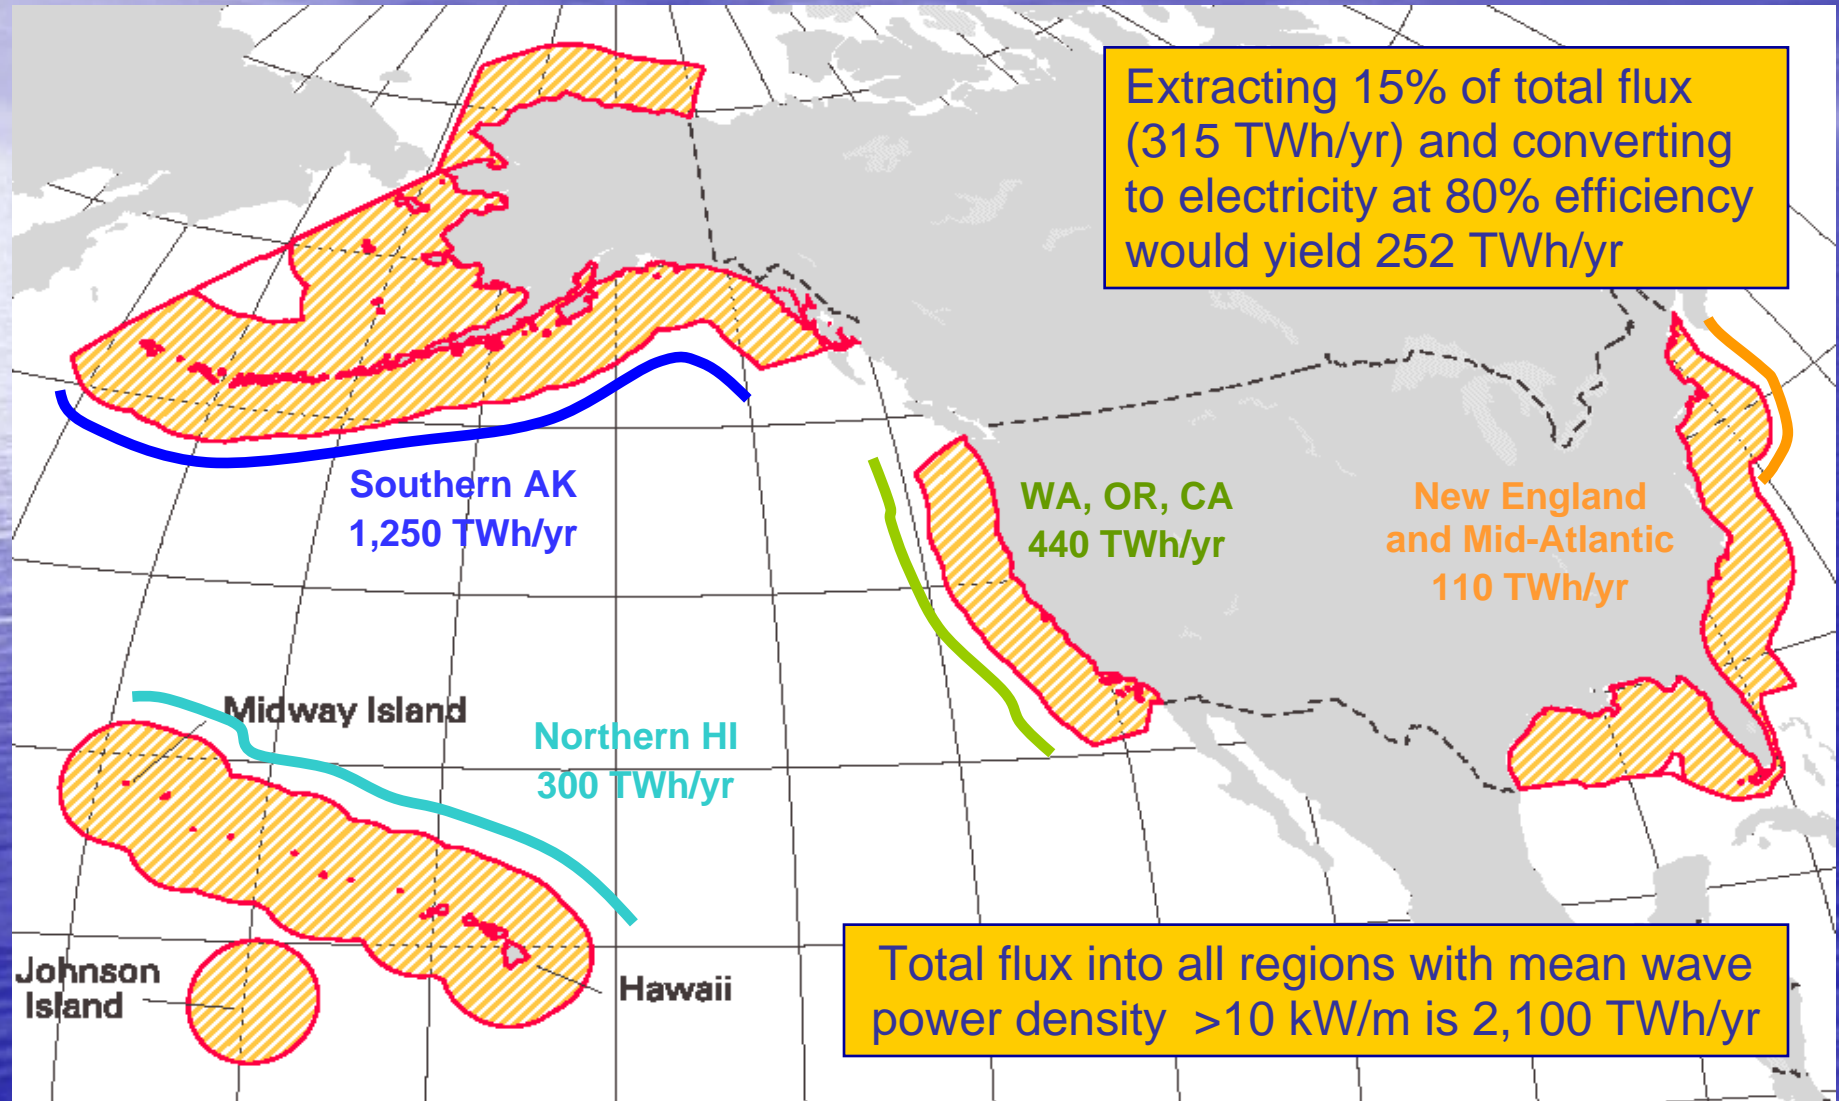 Extracting 15% of total flux
(315 TWh/yr) and converting
to electricity at 80% efficiency
would yield 252 TWh/yr
Southern AK
1,250 TWh/yr
WA, OR, CA
440 TWh/yr
New England
and Mid-Atlantic
110 TWh/yr
Midway Island
Northern HI
300 TWh/yr
Johnson
Island
Hawaii
Total flux into all regions with mean wave
power density >10 kW/m is 2,100 TWh/yr